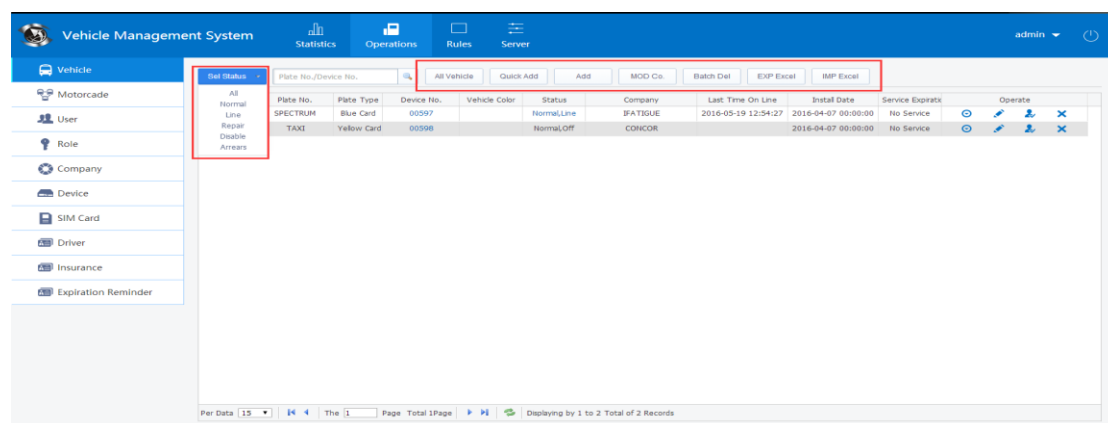 Vehicle Management System
Statistics
Operations
Rules
Server
admin
Vehicle
Motorcade
User
Role
Company
Device
SIM Card
Driver
Insurance
Expiration Reminder
Sel Status
All
Normal
Line
Repair
Disable
Arrears
Plate No./Device No.
All Vehicle Quick Add Add MOD Co. Batch Del EXP Excel IMP Excel
Plate No. Plate Type Device No. Vehicle Color Status Company Last Time On Line Install Date Service Expiratio Operate
SPECTRUM Blue Card 00597 Normal,Line IFATIGUE 2016-05-19 12:54:27 2016-04-07 00:00:00 No Service
TAXI Yellow Card 00598 Normal,Off CONCOR 2016-04-07 00:00:00 No Service
Per Data 15 The 1 Page Total 1Page Displaying by 1 to 2 Total of 2 Records